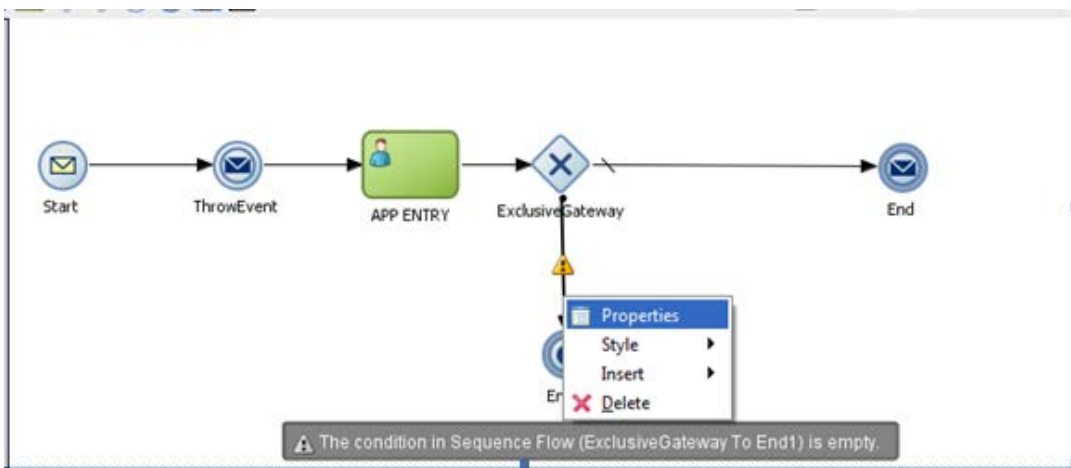 Start
ThrowEvent
APP ENTRY
ExclusiveGateway
End
Properties
Style
Insert
Delete
The condition in Sequence Flow (ExclusiveGateway To End1) is empty.